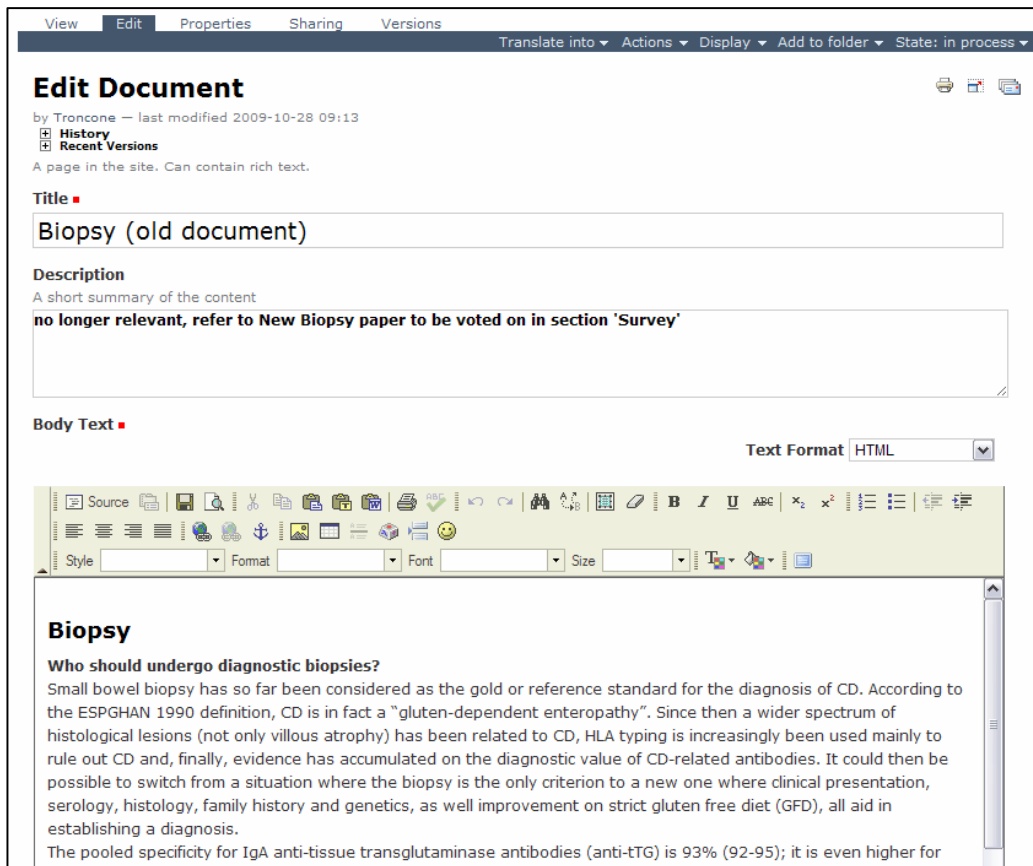 View Edit Properties Sharing Versions
Translate into Actions Display Add to folder State: in process
Edit Document
by Troncone — last modified 2009-10-28 09:13
History
Recent Versions
A page in the site. Can contain rich text.
Title
Biopsy (old document)
Description
A short summary of the content
no longer relevant, refer to New Biopsy paper to be voted on in section 'Survey'
Body Text
Text Format HTML
Source B I U ABC x₂ x²
Style Format Font Size
Biopsy
Who should undergo diagnostic biopsies?
Small bowel biopsy has so far been considered as the gold or reference standard for the diagnosis of CD. According to
the ESPGHAN 1990 definition, CD is in fact a “gluten-dependent enteropathy”. Since then a wider spectrum of
histological lesions (not only villous atrophy) has been related to CD, HLA typing is increasingly been used mainly to
rule out CD and, finally, evidence has accumulated on the diagnostic value of CD-related antibodies. It could then be
possible to switch from a situation where the biopsy is the only criterion to a new one where clinical presentation,
serology, histology, family history and genetics, as well improvement on strict gluten free diet (GFD), all aid in
establishing a diagnosis.
The pooled specificity for IgA anti-tissue transglutaminase antibodies (anti-tTG) is 93% (92-95); it is even higher for